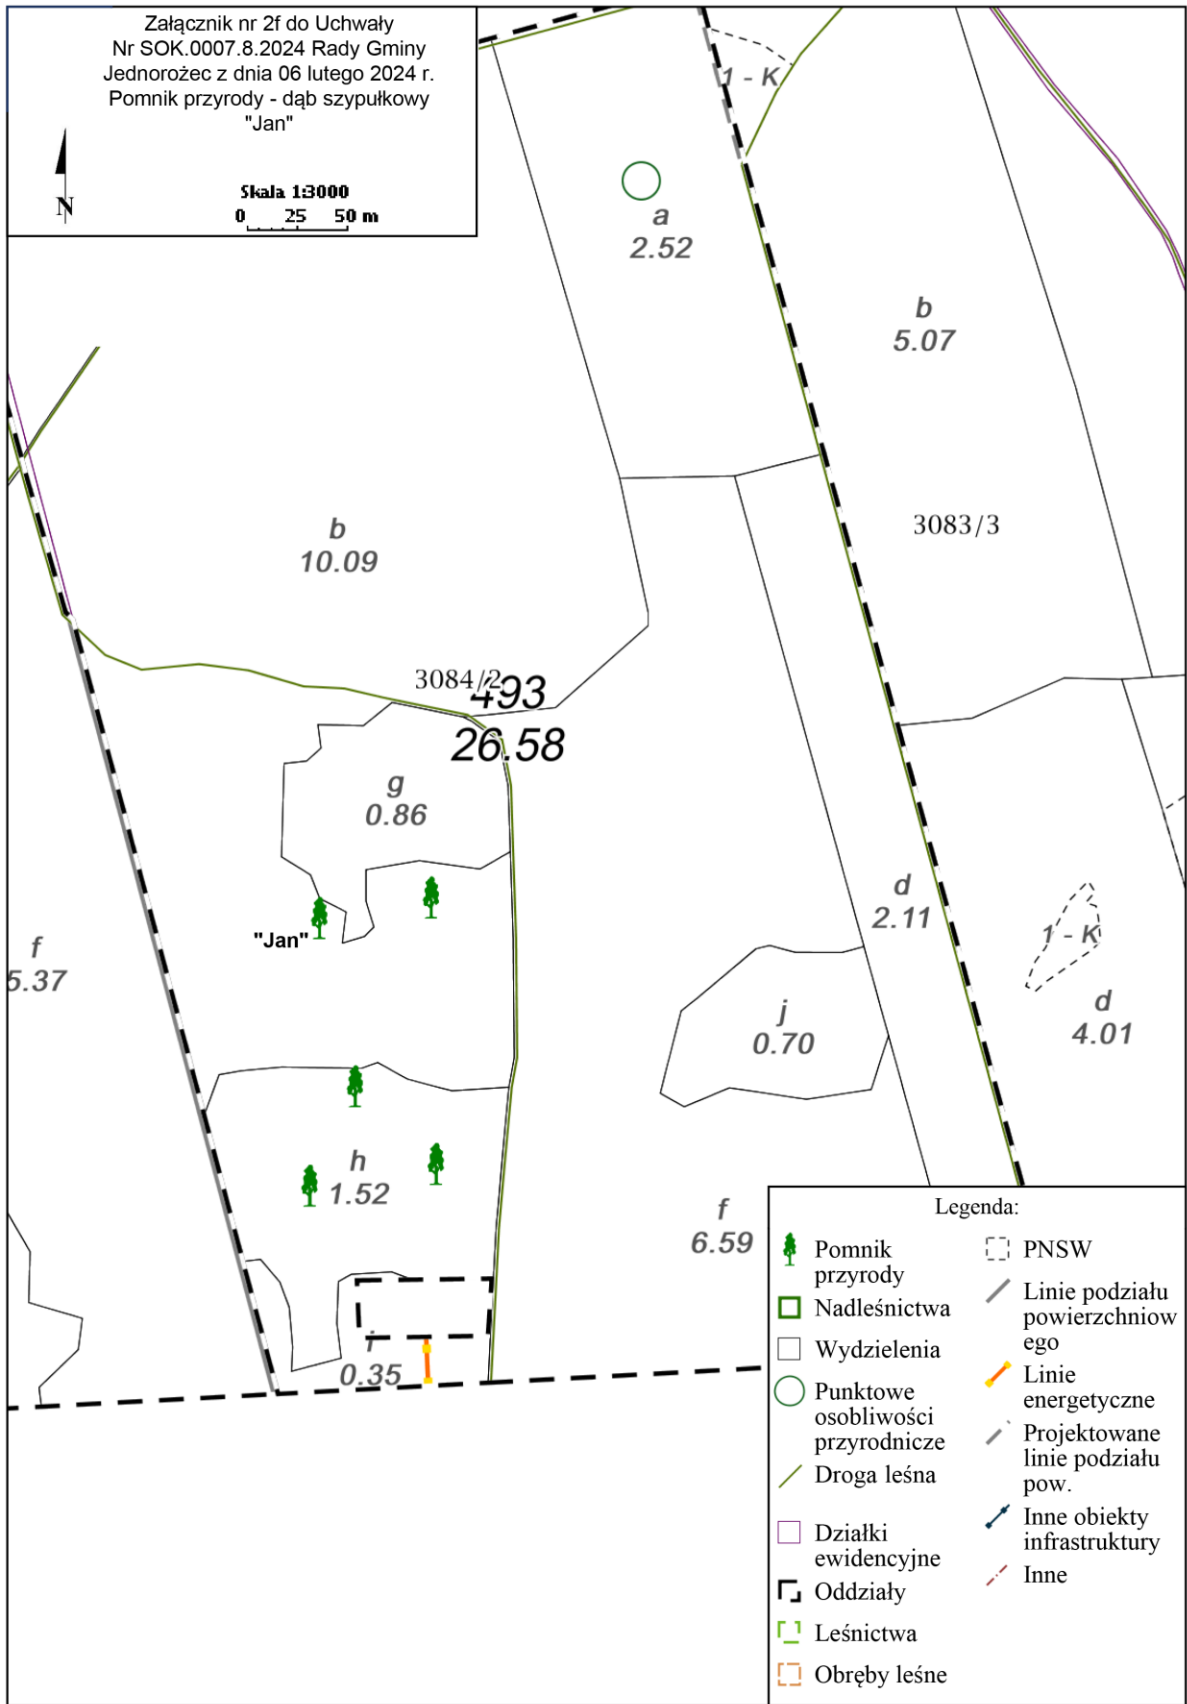 Załącznik nr 2f do Uchwały
Nr SOK.0007.8.2024 Rady Gminy
Jednorożec z dnia 06 lutego 2024 r.
Pomnik przyrody - dąb szypułkowy
"Jan"
N
Skala 1:3000
0 25 50 m
1 - K
a
2.52
b
5.07
3083/3
b
10.09
3084/2
493
26.58
g
0.86
"Jan"
f
5.37
d
2.11
1 - K
d
4.01
j
0.70
h
1.52
f
6.59
i
0.35
Legenda:
Pomnik
przyrody
Nadleśnictwa
Wydzielenia
Punktowe
osobliwości
przyrodnicze
Droga leśna
Działki
ewidencyjne
Oddziały
Leśnictwa
Obręby leśne
PNSW
Linie podziału
powierzchniow
ego
Linie
energetyczne
Projektowane
linie podziału
pow.
Inne obiekty
infrastruktury
Inne